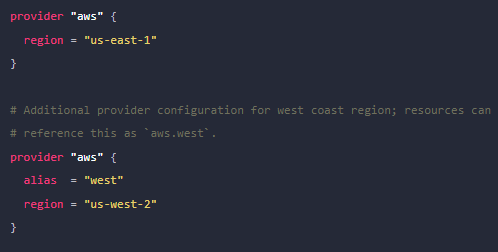 provider "aws" {
  region = "us-east-1"
}
# Additional provider configuration for west coast region; resources can
# reference this as `aws.west`.
provider "aws" {
  alias  = "west"
  region = "us-west-2"
}